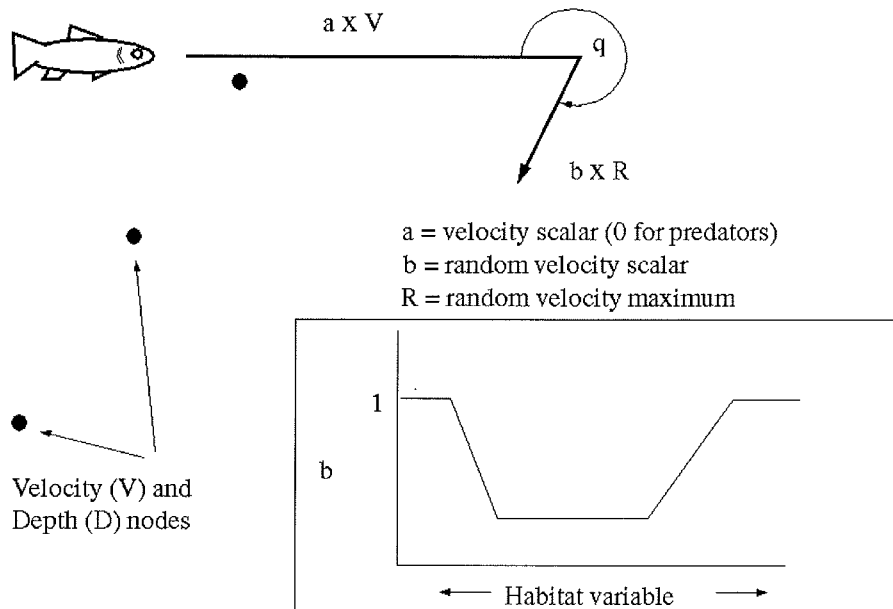 a x V
q
b x R
a = velocity scalar (0 for predators)
b = random velocity scalar
R = random velocity maximum
Velocity (V) and
Depth (D) nodes
1
b
Habitat variable